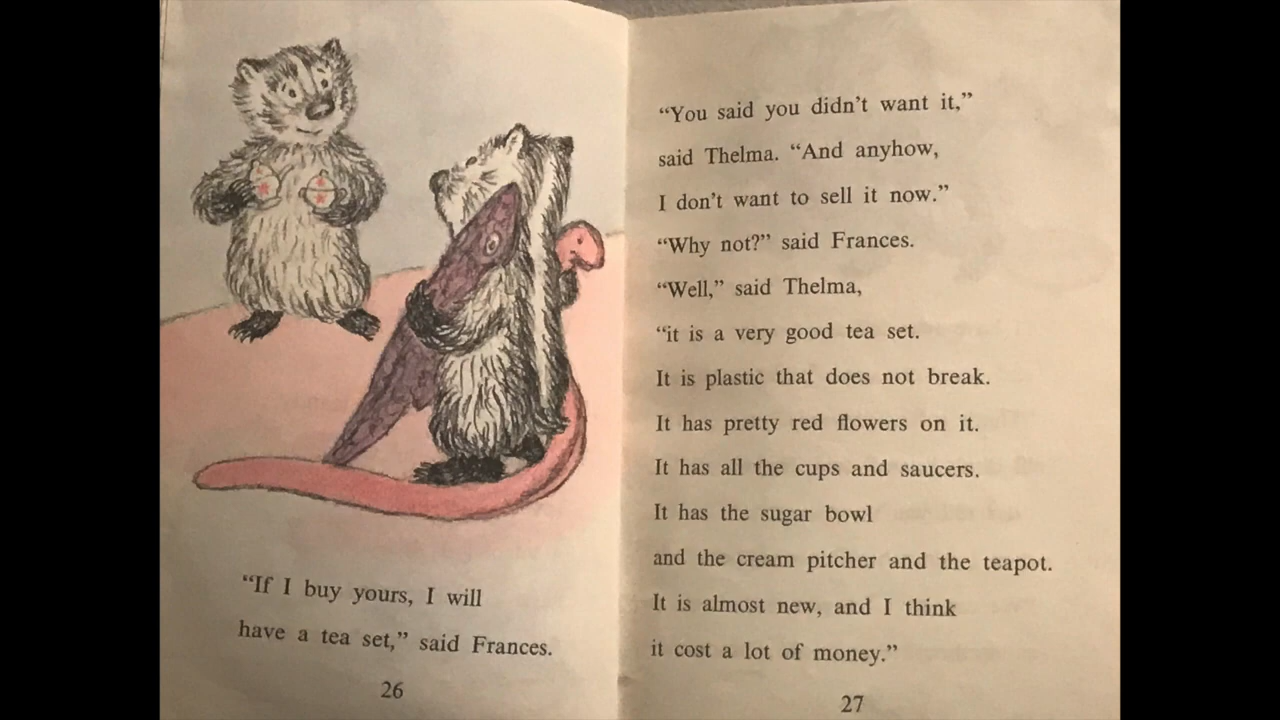 “If I buy yours, I will
have a tea set,” said Frances.
26
“You said you didn’t want it,”
said Thelma. “And anyhow,
I don’t want to sell it now.”
“Why not?” said Frances.
“Well,” said Thelma,
“it is a very good tea set.
It is plastic that does not break.
It has pretty red flowers on it.
It has all the cups and saucers.
It has the sugar bowl
and the cream pitcher and the teapot.
It is almost new, and I think
it cost a lot of money.”
27